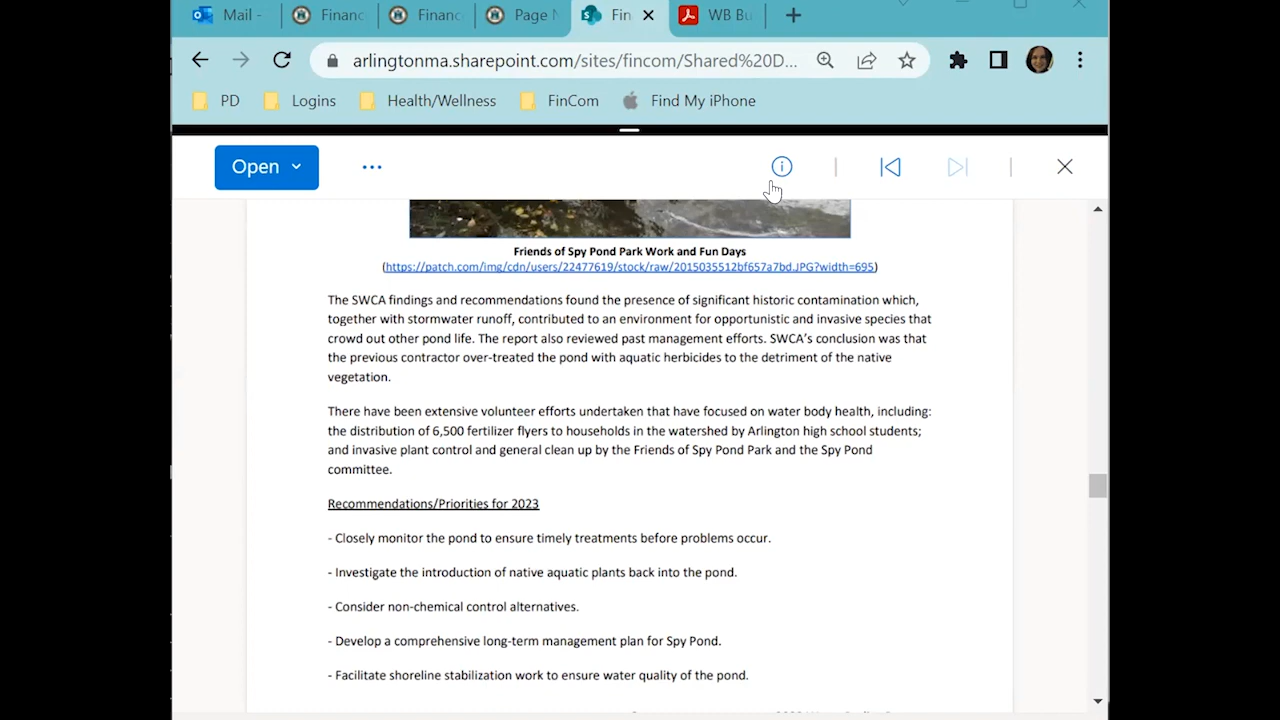 Mail -
Financ
Financ
Page N
Fin
WB Bu
arlingtonma.sharepoint.com/sites/fincom/Shared%20D...
PD
Logins
Health/Wellness
FinCom
Find My iPhone
Open
Friends of Spy Pond Park Work and Fun Days
(https://patch.com/img/cdn/users/22477619/stock/raw/2015035512bf657a7bd.JPG?width=695)
The SWCA findings and recommendations found the presence of significant historic contamination which,
together with stormwater runoff, contributed to an environment for opportunistic and invasive species that
crowd out other pond life. The report also reviewed past management efforts. SWCA's conclusion was that
the previous contractor over-treated the pond with aquatic herbicides to the detriment of the native
vegetation.
There have been extensive volunteer efforts undertaken that have focused on water body health, including:
the distribution of 6,500 fertilizer flyers to households in the watershed by Arlington high school students;
and invasive plant control and general clean up by the Friends of Spy Pond Park and the Spy Pond
committee.
Recommendations/Priorities for 2023
- Closely monitor the pond to ensure timely treatments before problems occur.
- Investigate the introduction of native aquatic plants back into the pond.
- Consider non-chemical control alternatives.
- Develop a comprehensive long-term management plan for Spy Pond.
- Facilitate shoreline stabilization work to ensure water quality of the pond.